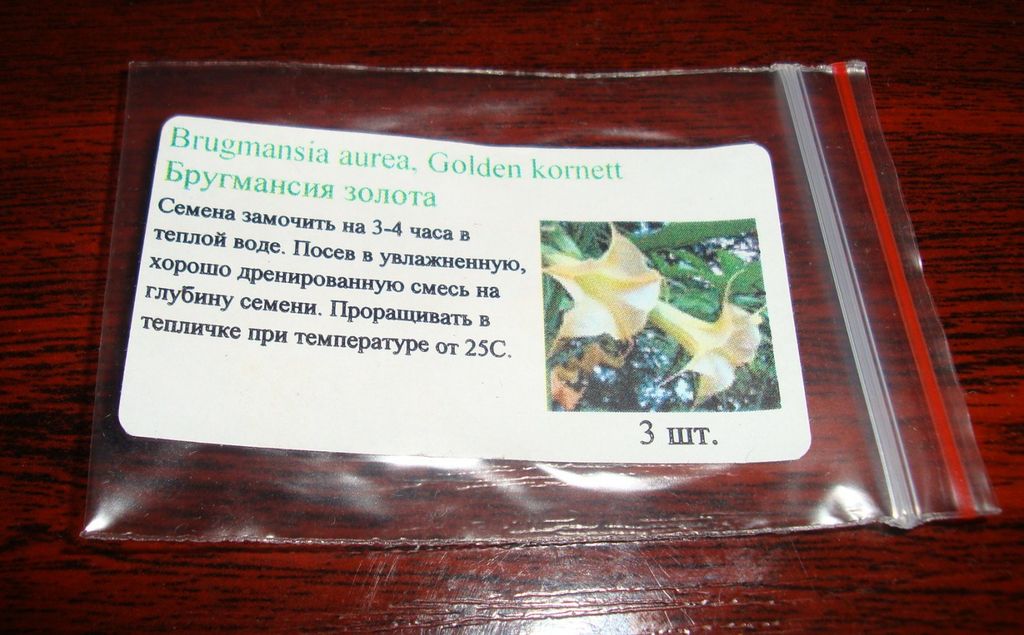 Brugmansia aurea, Golden kornett
Бругмансия золота
Семена замочить на 3-4 часа в
теплой воде. Посев в увлажненную,
хорошо дренированную смесь на
глубину семени. Проращивать в
тепличке при температуре от 25С.
3 шт.